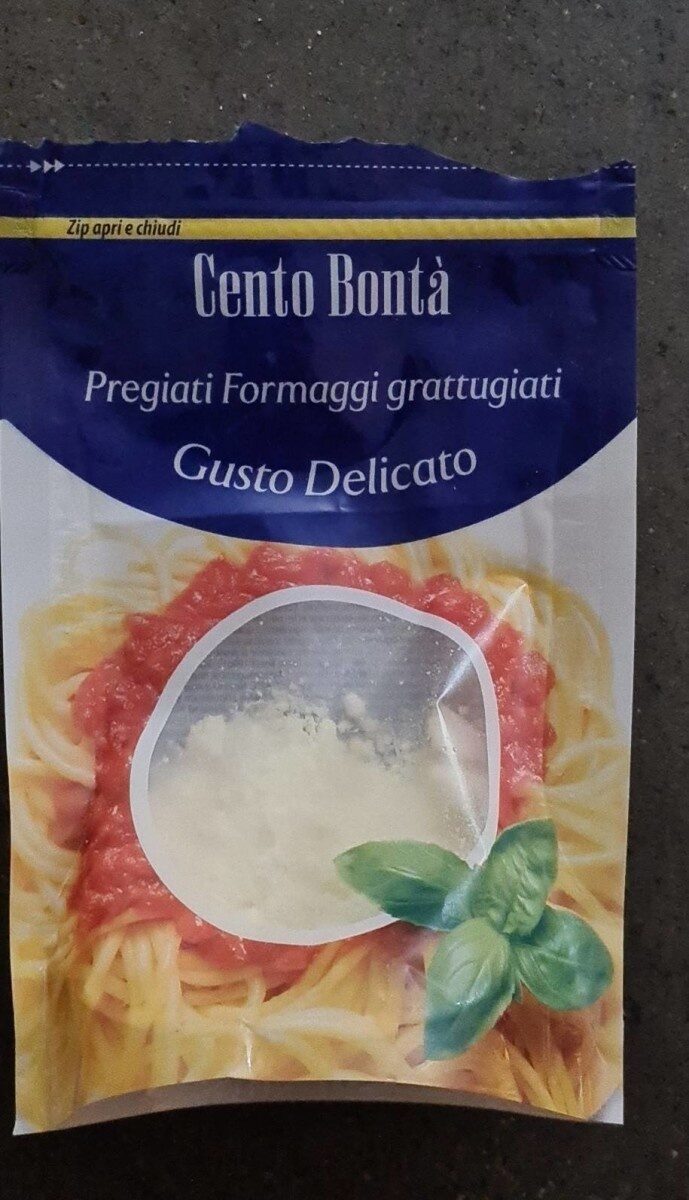 Zip apri e chiudi
Cento Bontà
Pregiati Formaggi grattugiati
Gusto Delicato